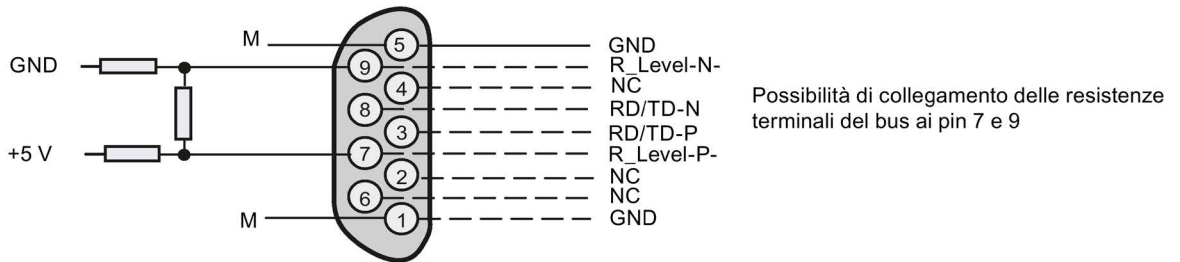 M
GND
+5 V
M
5
9
4
8
3
7
2
6
1
GND
R_Level-N-
NC
RD/TD-N
RD/TD-P
R_Level-P-
NC
NC
GND
Possibilità di collegamento delle resistenze
terminali del bus ai pin 7 e 9